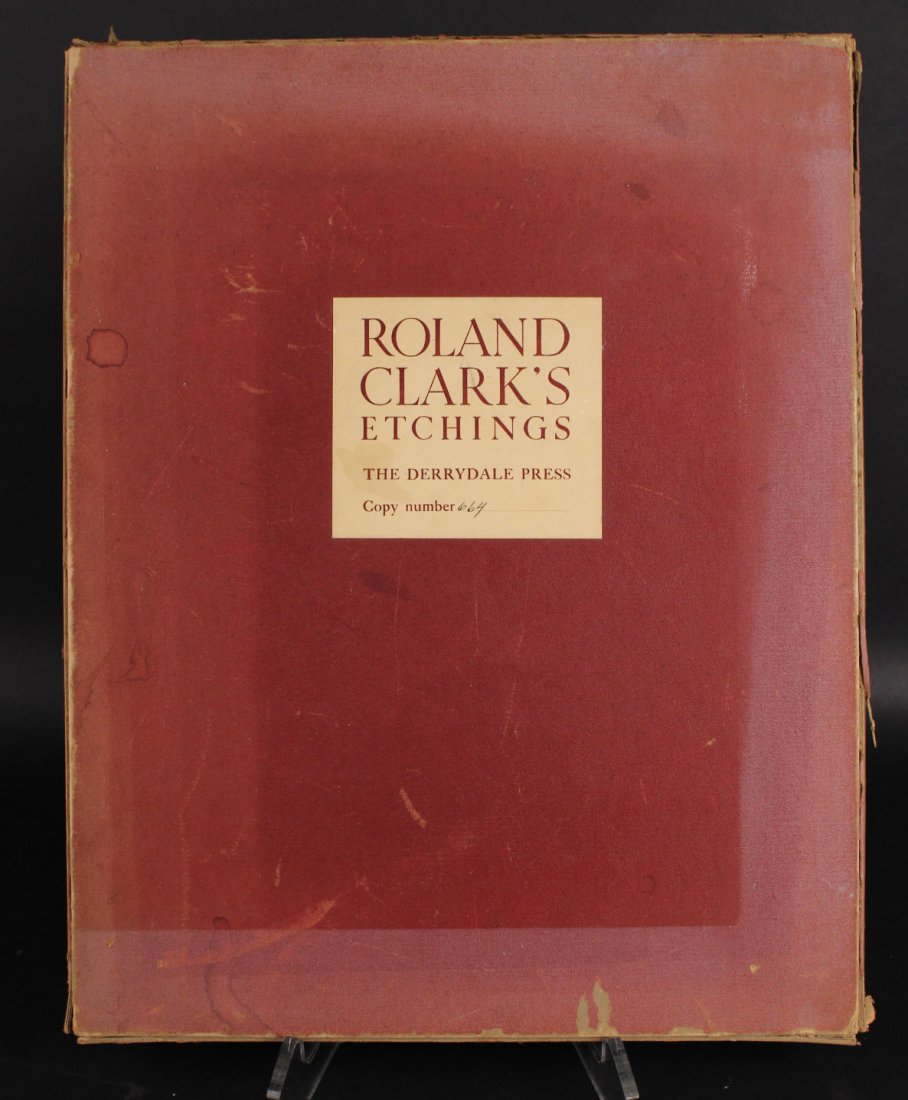 ROLAND
CLARK'S
ETCHINGS
THE DERRYDALE PRESS
Copy number 664